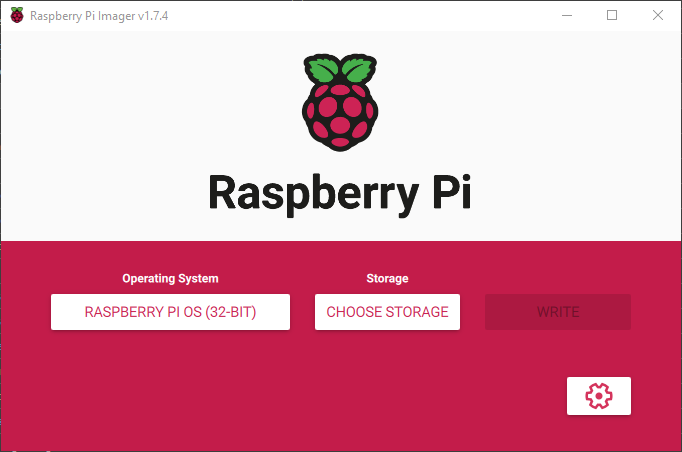 Raspberry Pi Imager v1.7.4
Raspberry Pi
Operating System
Storage
RASPBERRY PI OS (32-BIT)
CHOOSE STORAGE
WRITE